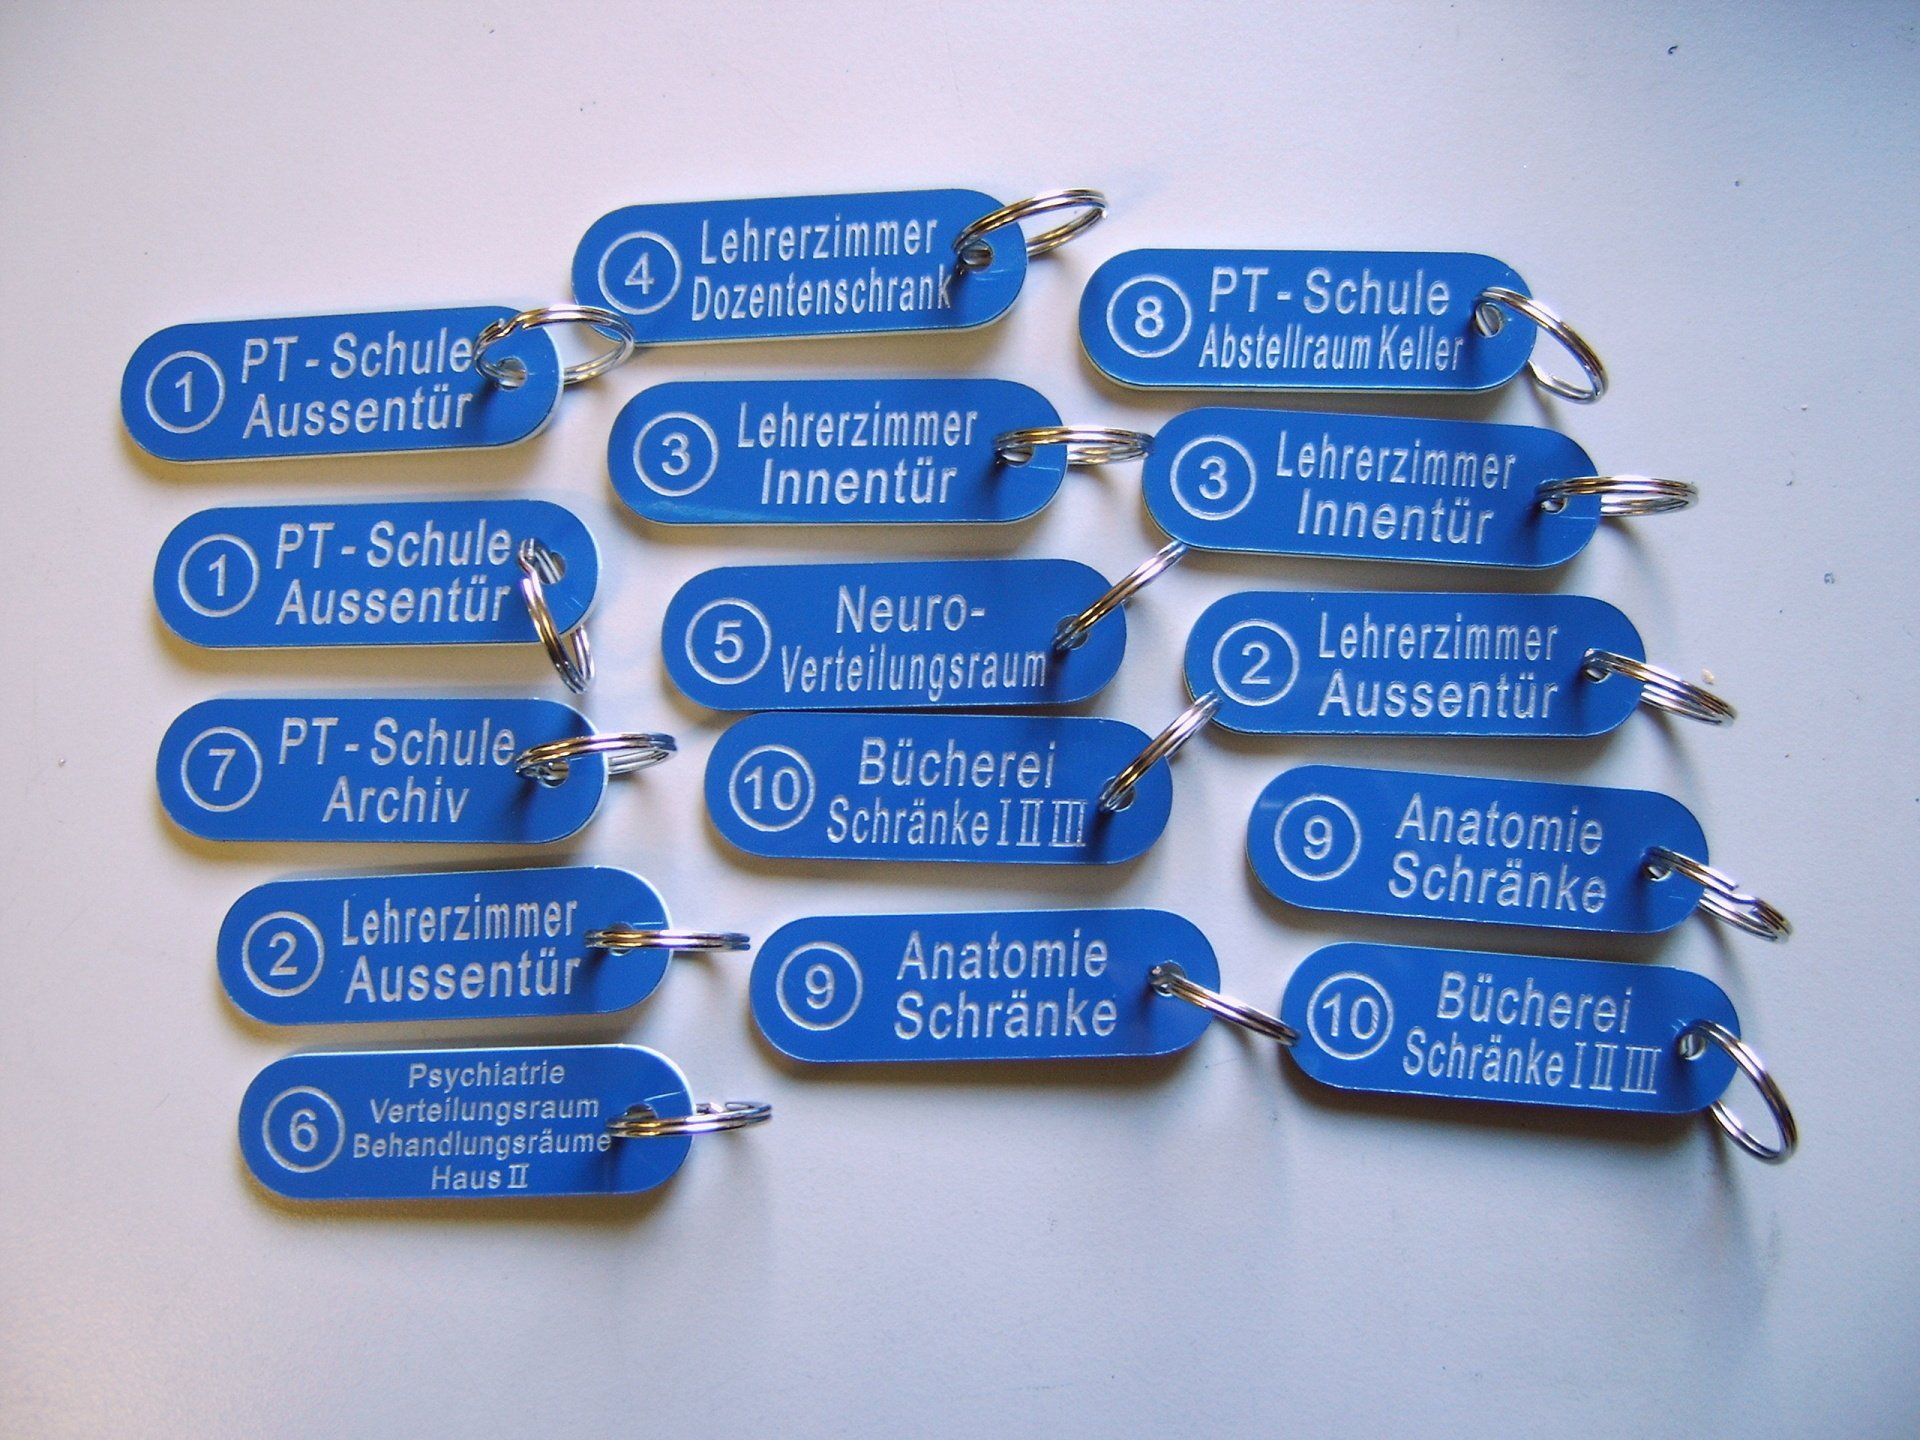 1
PT - Schule
Aussentür
1
PT - Schule
Aussentür
7
PT - Schule
Archiv
2
Lehrerzimmer
Aussentür
6
Psychiatrie
Verteilungsraum
Behandlungsräume
Haus II
4
Lehrerzimmer
Dozentenschrank
3
Lehrerzimmer
Innentür
5
Neuro-
Verteilungsraum
10
Bücherei
Schränke I II III
9
Anatomie
Schränke
8
PT - Schule
Abstellraum Keller
3
Lehrerzimmer
Innentür
2
Lehrerzimmer
Aussentür
9
Anatomie
Schränke
10
Bücherei
Schränke I II III